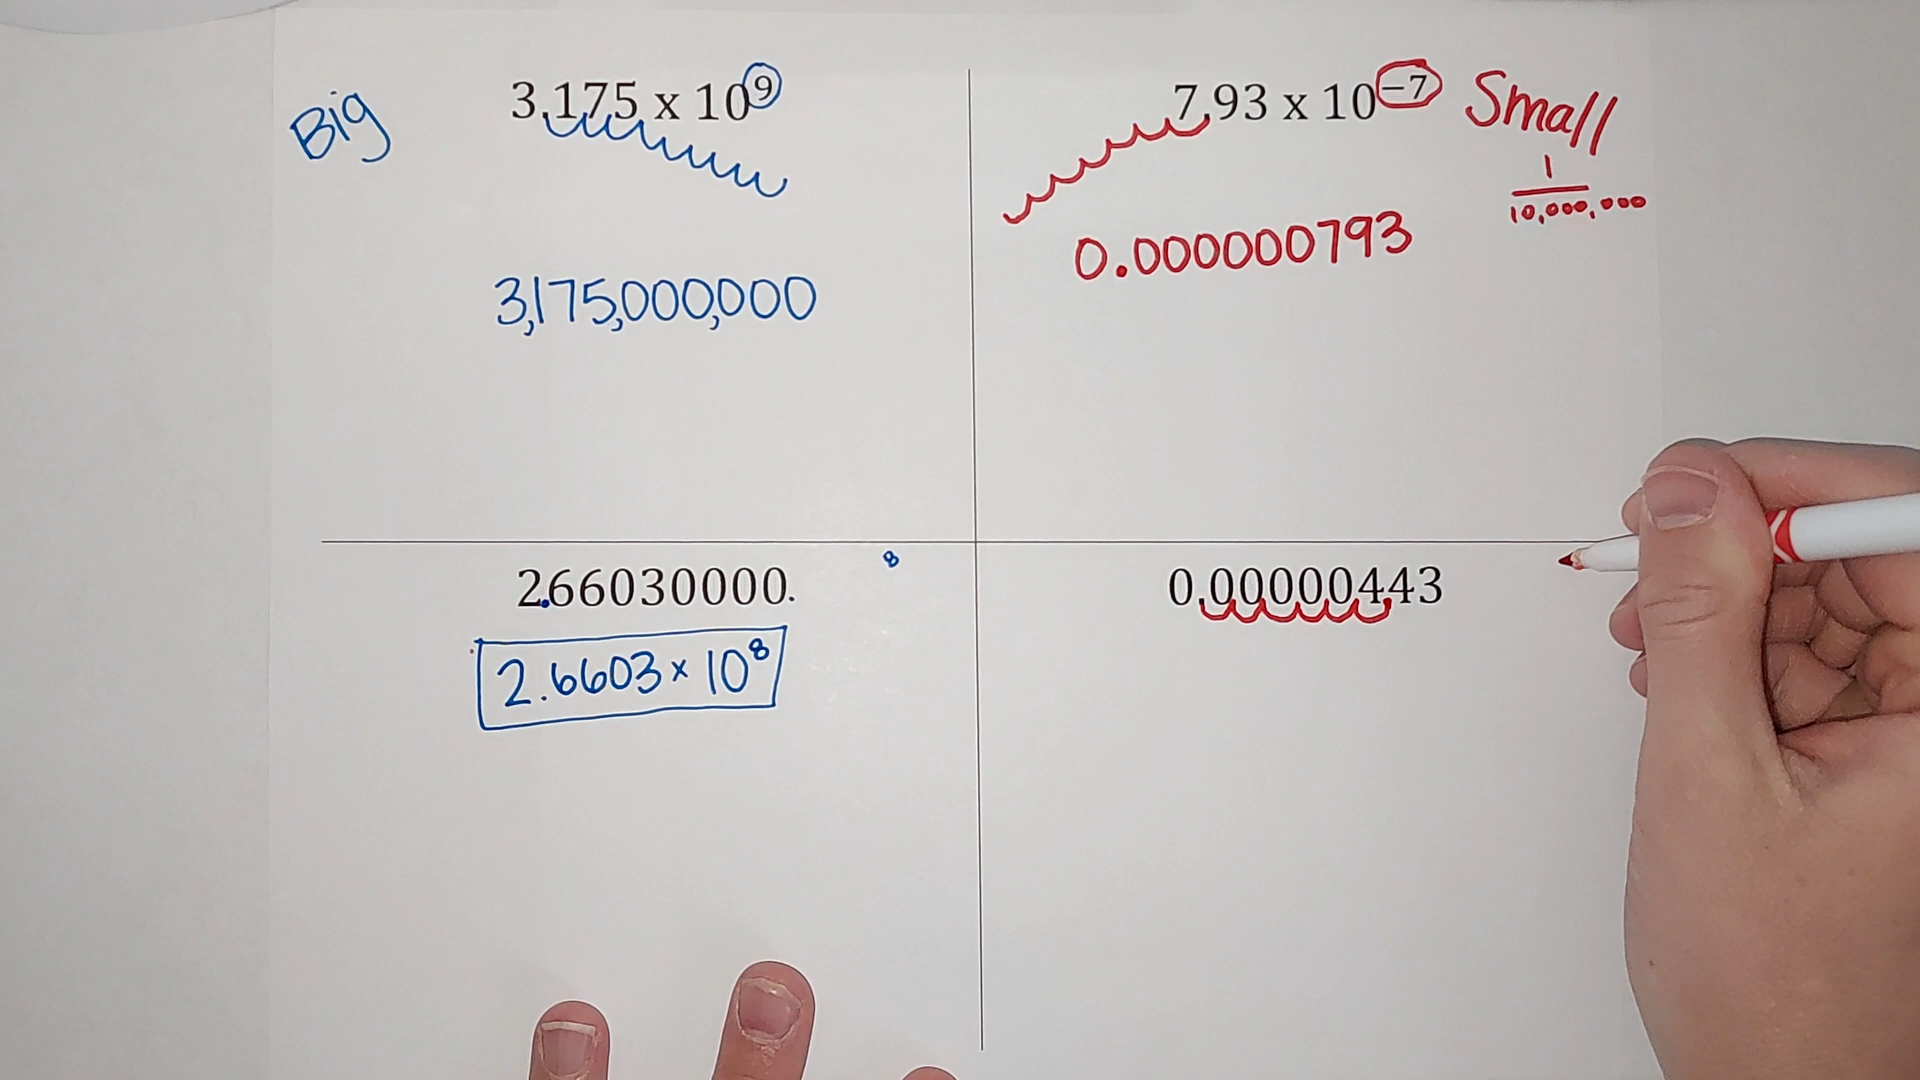 Big
3.175 x 10⁹
3,175,000,000
7.93 x 10⁻⁷
Small
1
10,000,000
0.000000793
266030000.
8
2.6603 × 10⁸
0.00000443